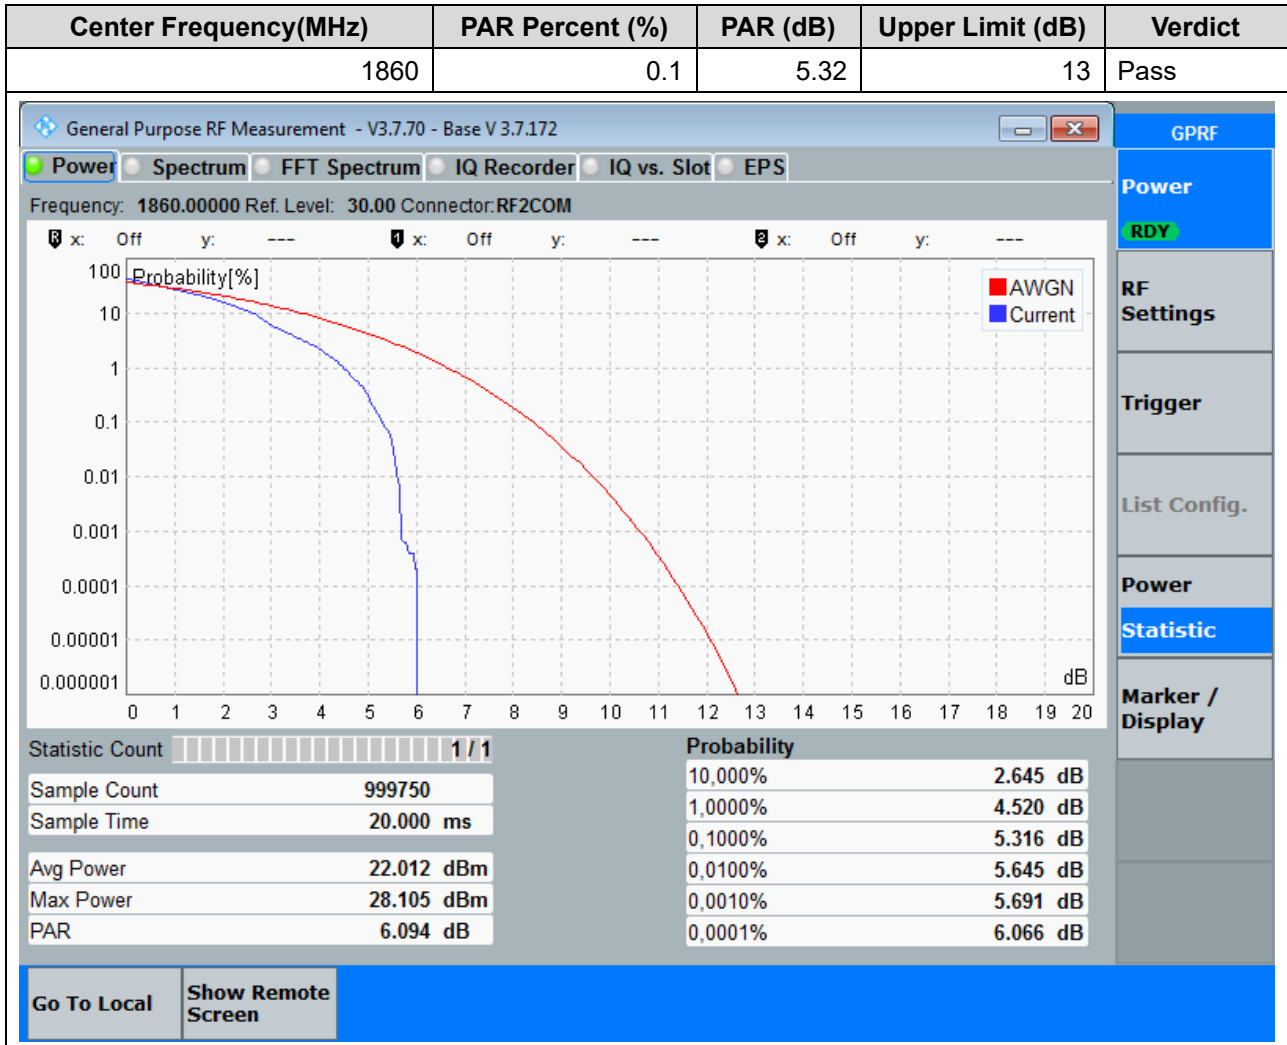 Center Frequency(MHz) PAR Percent (%) PAR (dB) Upper Limit (dB) Verdict
1860 0.1 5.32 13 Pass
General Purpose RF Measurement - V3.7.70 - Base V 3.7.172
GPRF
Power Spectrum FFT Spectrum IQ Recorder IQ vs. Slot EPS
Frequency: 1860.00000 Ref. Level: 30.00 Connector:RF2COM
R x: Off y: --- 1 x: Off y: --- 2 x: Off y: ---
Probability[%]
AWGN
Current
100
10
1
0.1
0.01
0.001
0.0001
0.00001
0.000001
dB
0 1 2 3 4 5 6 7 8 9 10 11 12 13 14 15 16 17 18 19 20
Statistic Count 1 / 1
Sample Count 999750
Sample Time 20.000 ms
Avg Power 22.012 dBm
Max Power 28.105 dBm
PAR 6.094 dB
Probability
10,000% 2.645 dB
1,0000% 4.520 dB
0,1000% 5.316 dB
0,0100% 5.645 dB
0,0010% 5.691 dB
0,0001% 6.066 dB
Power
RDY
RF
Settings
Trigger
List Config.
Power
Statistic
Marker /
Display
Go To Local
Show Remote
Screen